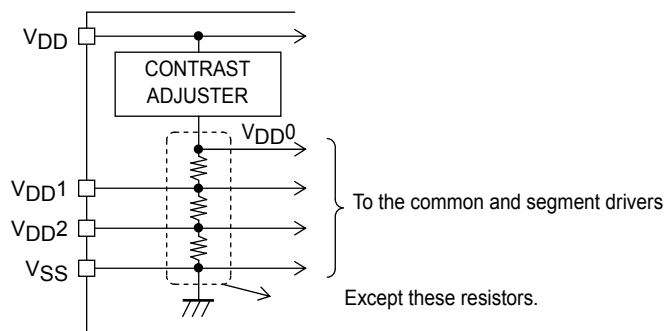 VDD
CONTRAST
ADJUSTER
VDD0
VDD1
VDD2
VSS
To the common and segment drivers
Except these resistors.